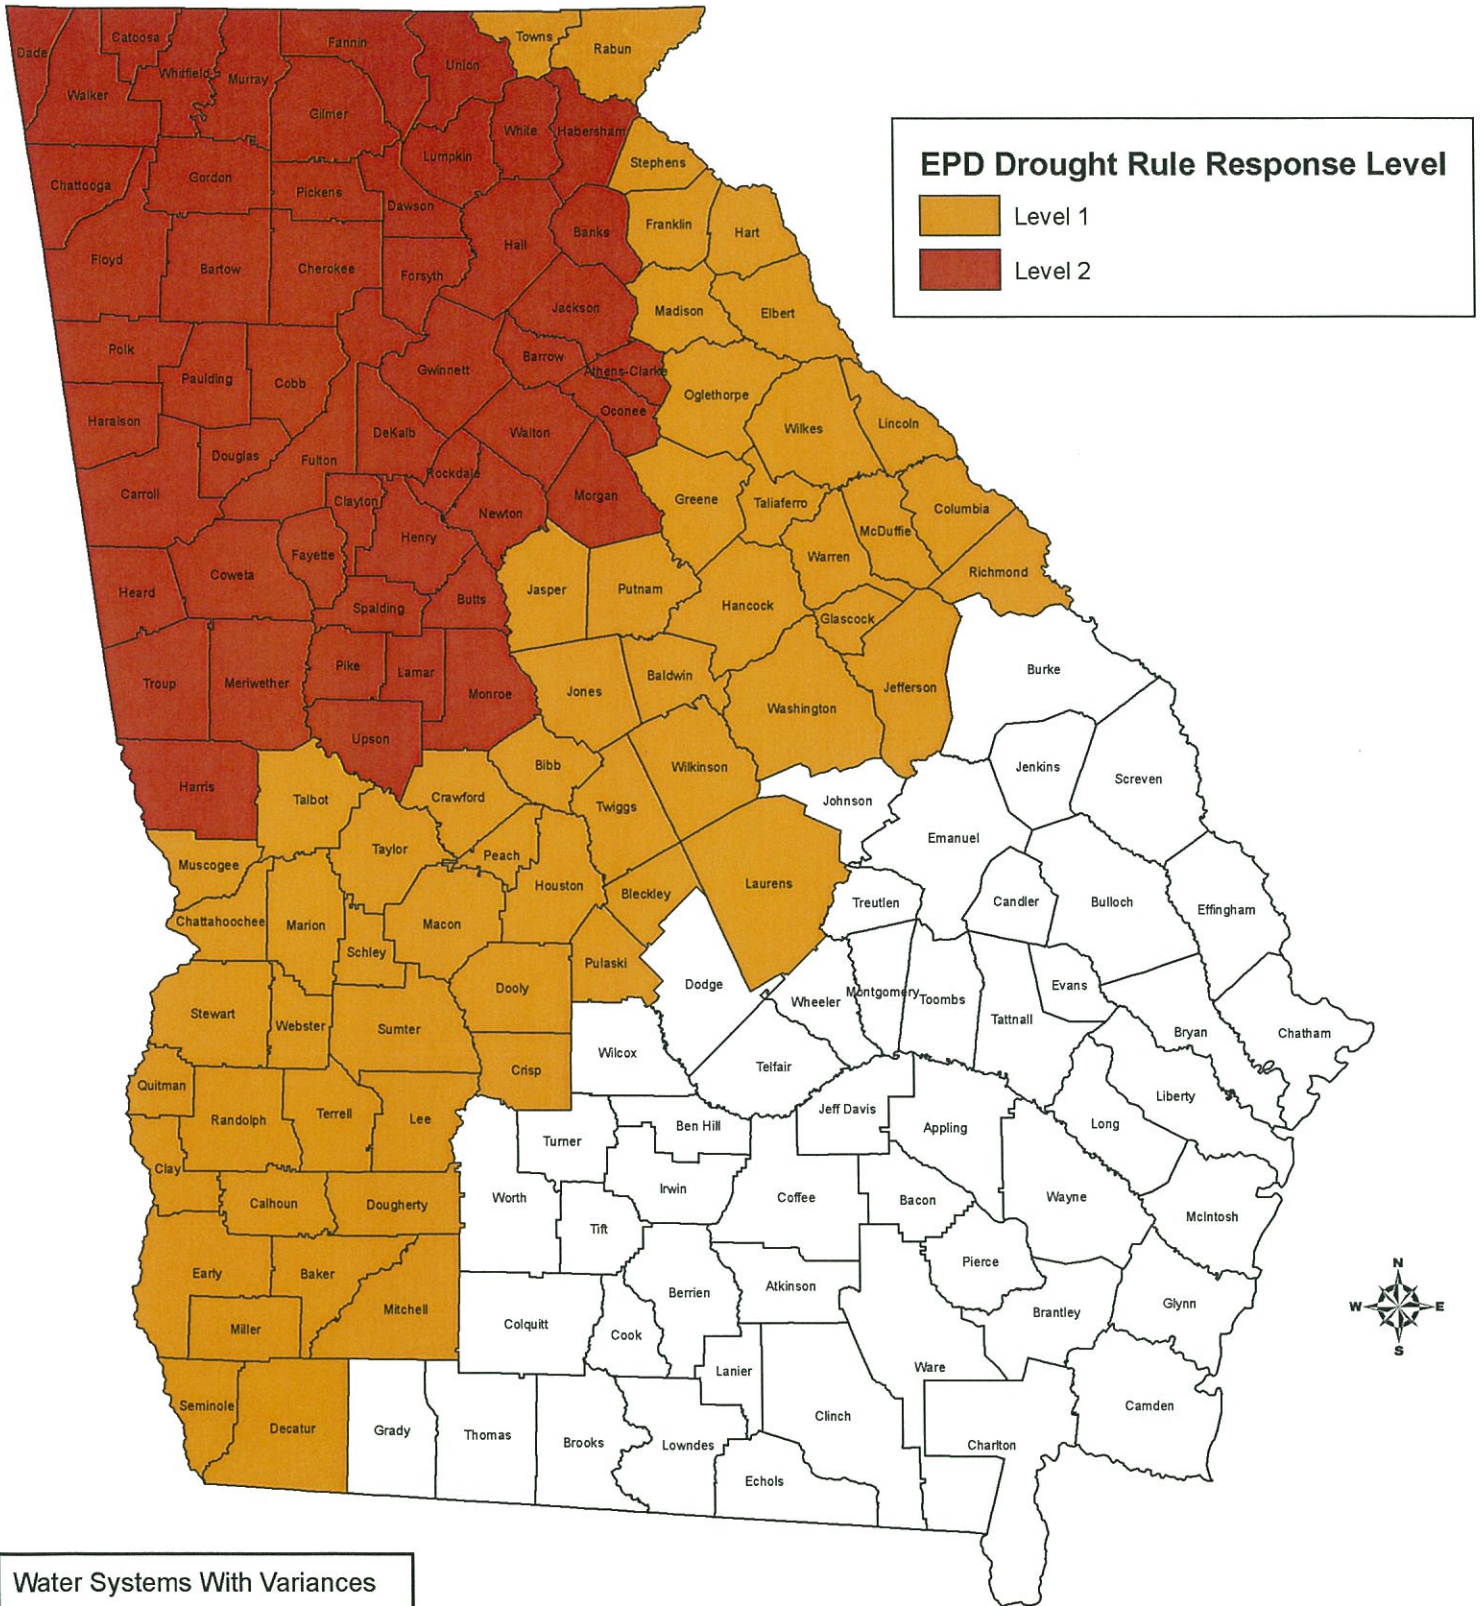 EPD Drought Rule Response Level
Level 1
Level 2
Dade
Catoosa
Whitfield
Murray
Fannin
Union
Towns
Rabun
Walker
Gilmer
White
Habersham
Lumpkin
Stephens
Chattooga
Gordon
Pickens
Dawson
Banks
Franklin
Hart
Floyd
Bartow
Cherokee
Forsyth
Hall
Jackson
Madison
Elbert
Polk
Paulding
Cobb
Gwinnett
Barrow
Athens-Clarke
Oconee
Oglethorpe
Wilkes
Lincoln
Haralson
Douglas
Fulton
DeKalb
Rockdale
Walton
Carroll
Clayton
Newton
Morgan
Greene
Taliaferro
McDuffie
Columbia
Henry
Fayette
Coweta
Heard
Spalding
Butts
Jasper
Putnam
Hancock
Warren
Glascock
Richmond
Troup
Meriwether
Pike
Lamar
Monroe
Jones
Baldwin
Washington
Jefferson
Burke
Upson
Harris
Talbot
Crawford
Bibb
Twiggs
Wilkinson
Johnson
Jenkins
Screven
Emanuel
Muscogee
Taylor
Peach
Houston
Bleckley
Laurens
Treutlen
Candler
Bulloch
Effingham
Chattahoochee
Marion
Schley
Macon
Pulaski
Dooly
Dodge
Wheeler
Montgomery
Toombs
Tattnall
Evans
Bryan
Chatham
Stewart
Webster
Sumter
Crisp
Wilcox
Telfair
Quitman
Randolph
Terrell
Lee
Turner
Ben Hill
Jeff Davis
Appling
Long
Liberty
Clay
Calhoun
Dougherty
Worth
Tift
Irwin
Coffee
Bacon
Wayne
McIntosh
Early
Baker
Mitchell
Miller
Colquitt
Cook
Berrien
Atkinson
Pierce
Brantley
Glynn
Lanier
Ware
Clinch
Charlton
Camden
Seminole
Decatur
Grady
Thomas
Brooks
Lowndes
Echols
N
W E
S
Water Systems With Variances